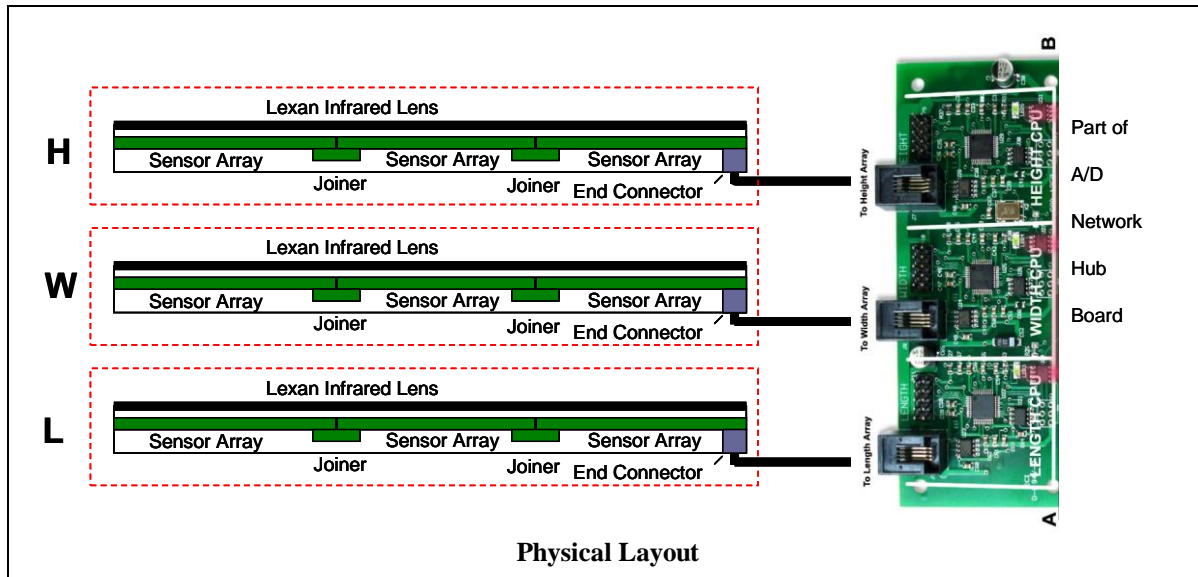 H
Lexan Infrared Lens
Sensor Array Sensor Array Sensor Array
Joiner Joiner End Connector
W
Lexan Infrared Lens
Sensor Array Sensor Array Sensor Array
Joiner Joiner End Connector
L
Lexan Infrared Lens
Sensor Array Sensor Array Sensor Array
Joiner Joiner End Connector
B
To Height Array
HEIGHT CPU
To Width Array
WIDTH
WIDTH CPU
To Length Array
LENGTH
LENGTH CPU
A
Part of
A/D
Network
Hub
Board
Physical Layout